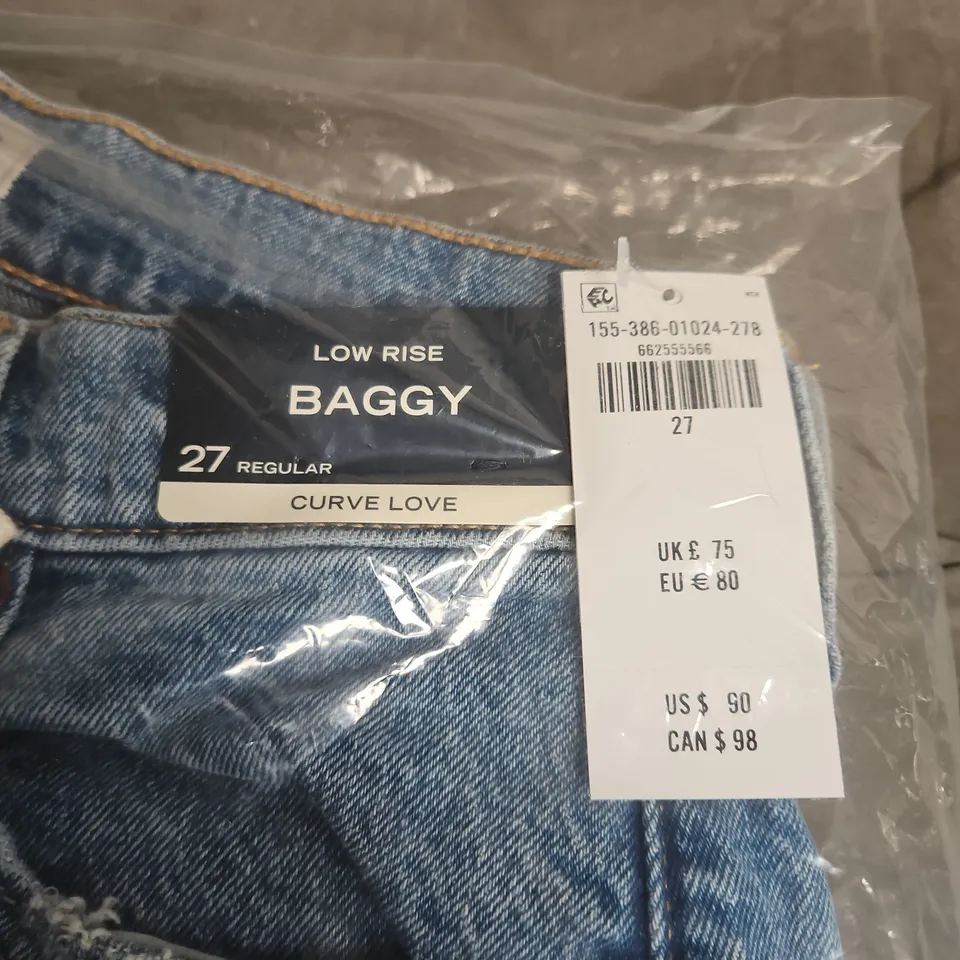 LOW RISE
BAGGY
27 REGULAR
CURVE LOVE
155-386-01024-278
662555566
27
UK £ 75
EU € 80
US $ 90
CAN $ 98